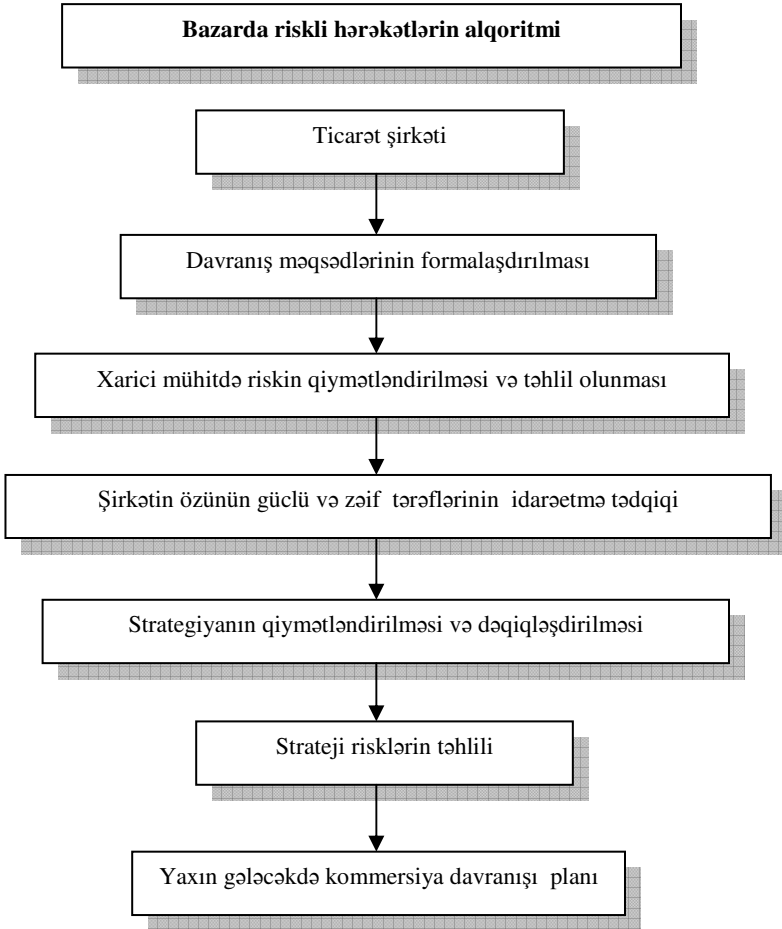 Bazarda riskli hərəkətlərin alqoritmi
Ticarət şirkəti
Davranış məqsədlərinin formalaşdırılması
Xarici mühitdə riskin qiymətləndirilməsi və təhlil olunması
Şirkətin özünün güclü və zəif tərəflərinin idarəetmə tədqiqi
Strategiyanın qiymətləndirilməsi və dəqiqləşdirilməsi
Strateji risklərin təhlili
Yaxın gələcəkdə kommersiya davranışı planı